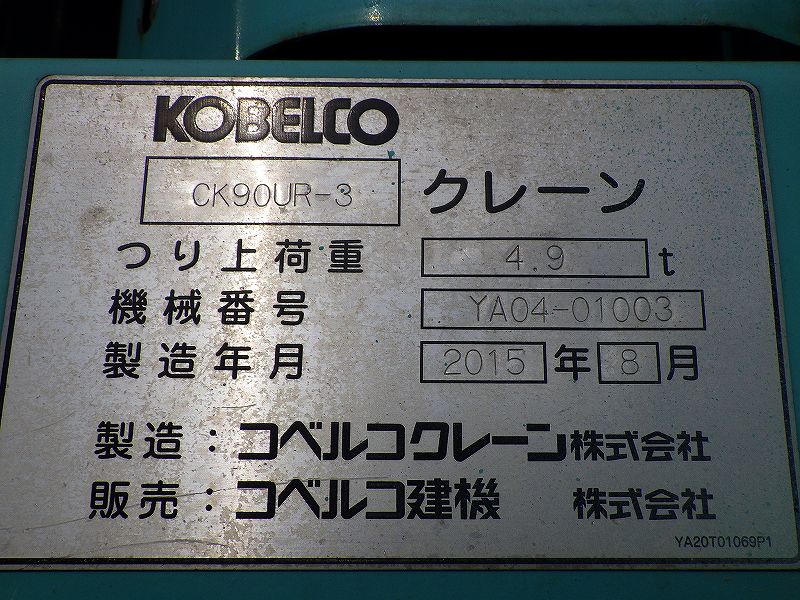 KOBELCO
CK90UR-3 クレーン
つり上荷重 4.9 t
機械番号 YA04-01003
製造年月 2015 年 8 月
製造：コベルコクレーン株式会社
販売：コベルコ建機 株式会社
YA20T01069P1